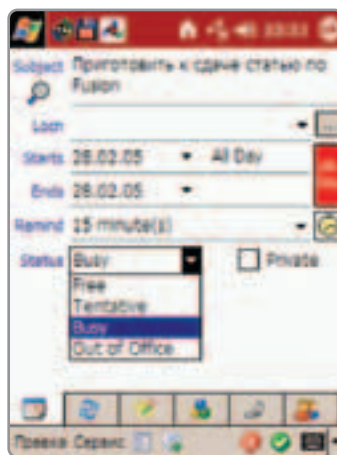 Subject Приготовить к сдаче статью по
Fusion
Locn
Starts 28.02.05 All Day
Ends 28.02.05
Remind 15 minute(s)
Status Busy Private
Free
Tentative
Busy
Out of Office
Правка Сервис